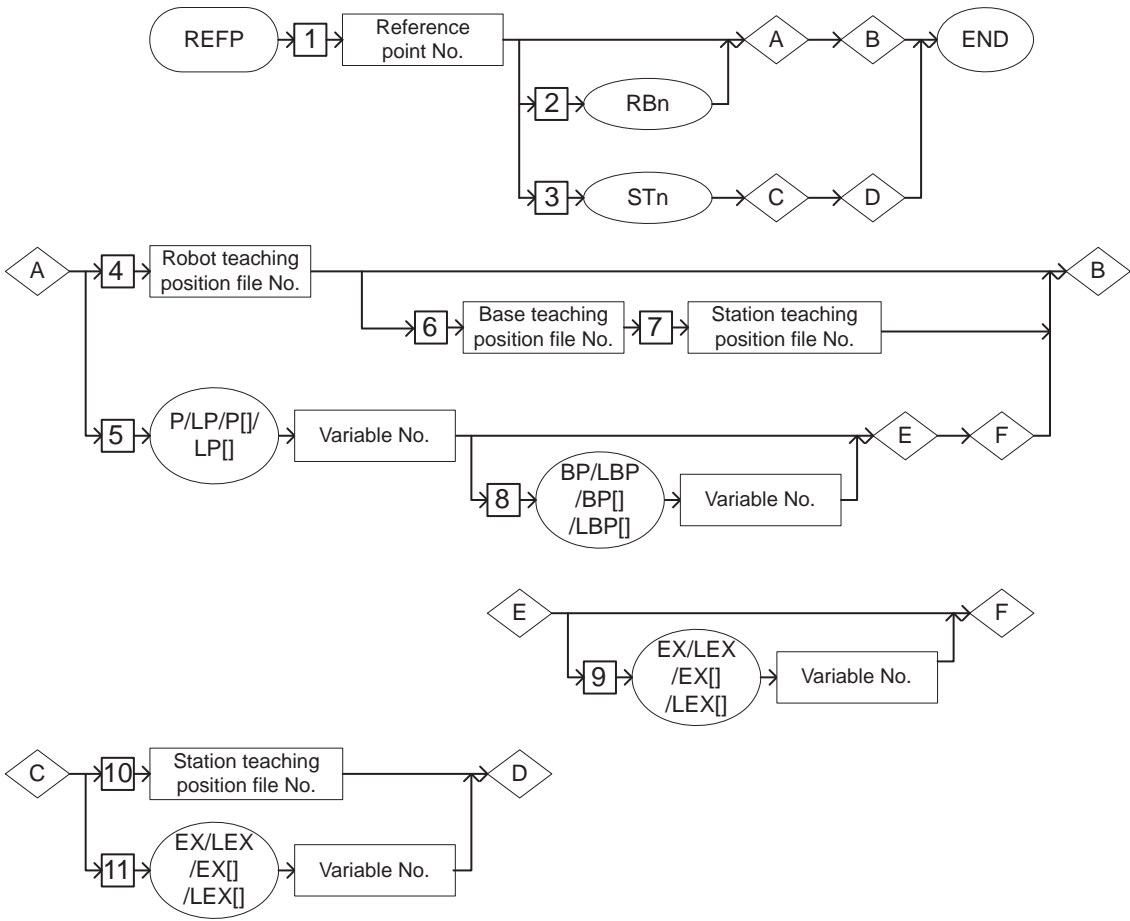 REFP
1
Reference
point No.
A
B
END
2
RBn
3
STn
C
D
A
4
Robot teaching
position file No.
B
6
Base teaching
position file No.
7
Station teaching
position file No.
5
P/LP/P[]/
LP[]
Variable No.
E
F
8
BP/LBP
/BP[]
/LBP[]
Variable No.
E
F
9
EX/LEX
/EX[]
/LEX[]
Variable No.
C
10
Station teaching
position file No.
D
11
EX/LEX
/EX[]
/LEX[]
Variable No.